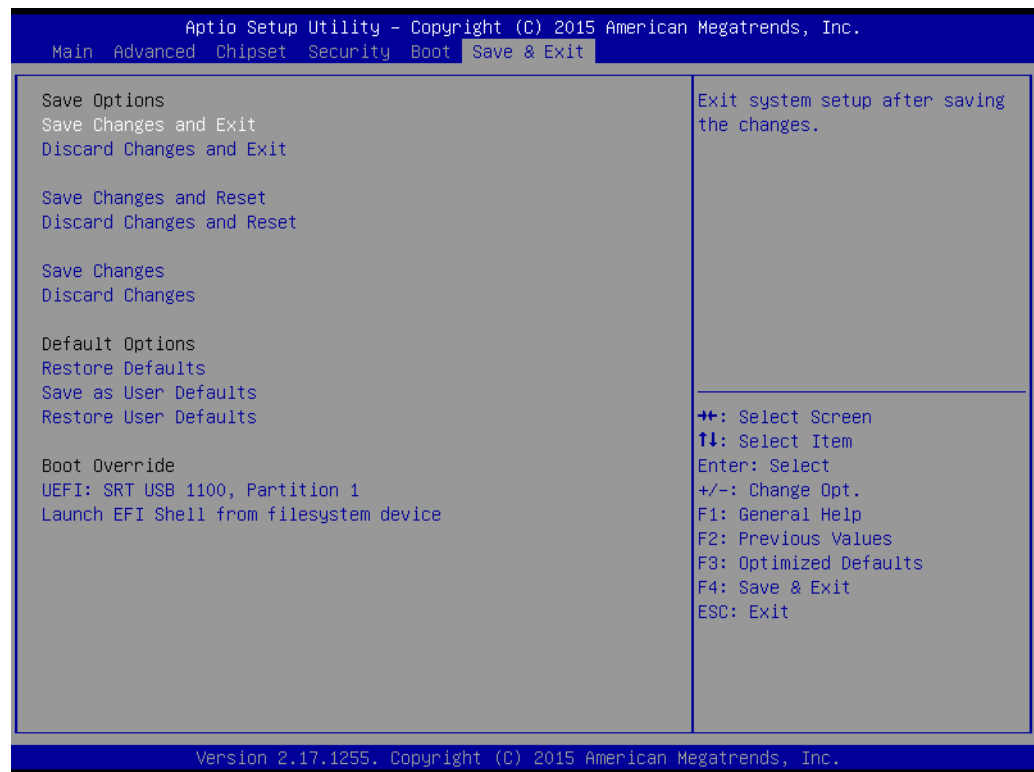 Aptio Setup Utility – Copyright (C) 2015 American Megatrends, Inc.
Main Advanced Chipset Security Boot Save & Exit
Save Options
Save Changes and Exit
Discard Changes and Exit
Save Changes and Reset
Discard Changes and Reset
Save Changes
Discard Changes
Default Options
Restore Defaults
Save as User Defaults
Restore User Defaults
Boot Override
UEFI: SRT USB 1100, Partition 1
Launch EFI Shell from filesystem device
Exit system setup after saving
the changes.
→←: Select Screen
↑↓: Select Item
Enter: Select
+/-: Change Opt.
F1: General Help
F2: Previous Values
F3: Optimized Defaults
F4: Save & Exit
ESC: Exit
Version 2.17.1255. Copyright (C) 2015 American Megatrends, Inc.